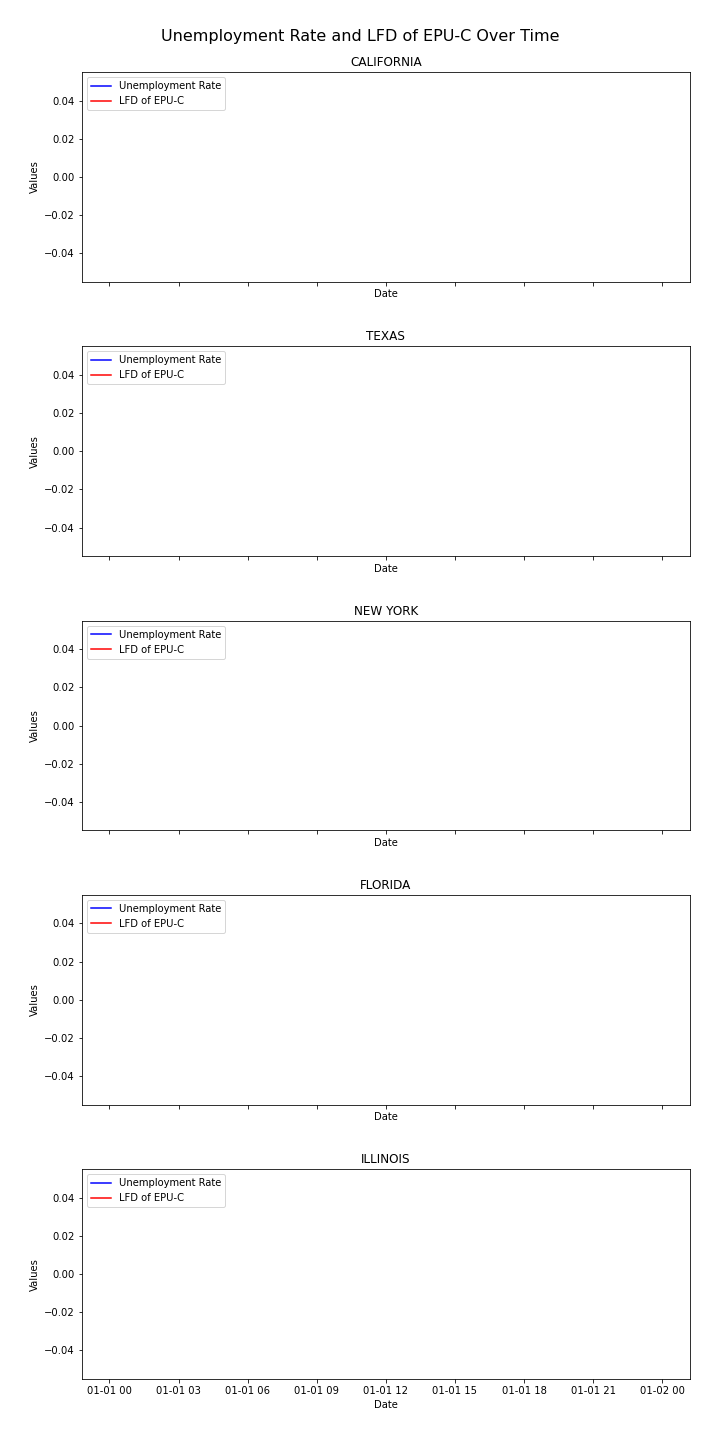 Unemployment Rate and LFD of EPU-C Over Time
CALIFORNIA
Unemployment Rate
LFD of EPU-C
0.04
0.02
0.00
−0.02
−0.04
Values
Date
TEXAS
Unemployment Rate
LFD of EPU-C
0.04
0.02
0.00
−0.02
−0.04
Values
Date
NEW YORK
Unemployment Rate
LFD of EPU-C
0.04
0.02
0.00
−0.02
−0.04
Values
Date
FLORIDA
Unemployment Rate
LFD of EPU-C
0.04
0.02
0.00
−0.02
−0.04
Values
Date
ILLINOIS
Unemployment Rate
LFD of EPU-C
0.04
0.02
0.00
−0.02
−0.04
Values
01-01 00 01-01 03 01-01 06 01-01 09 01-01 12 01-01 15 01-01 18 01-01 21 01-02 00
Date